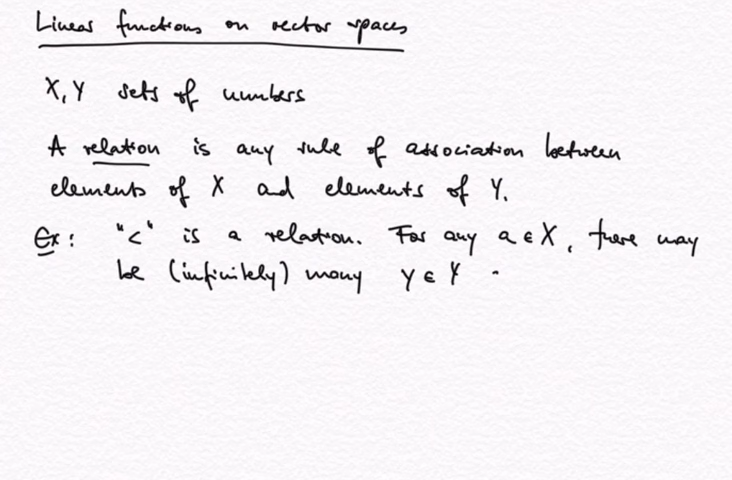 Linear functions on vector spaces
X, Y sets of numbers
A relation is any rule of association between
elements of X and elements of Y.
Ex: "<" is a relation. For any a ∈ X, there may
be (infinitely) many y ∈ Y